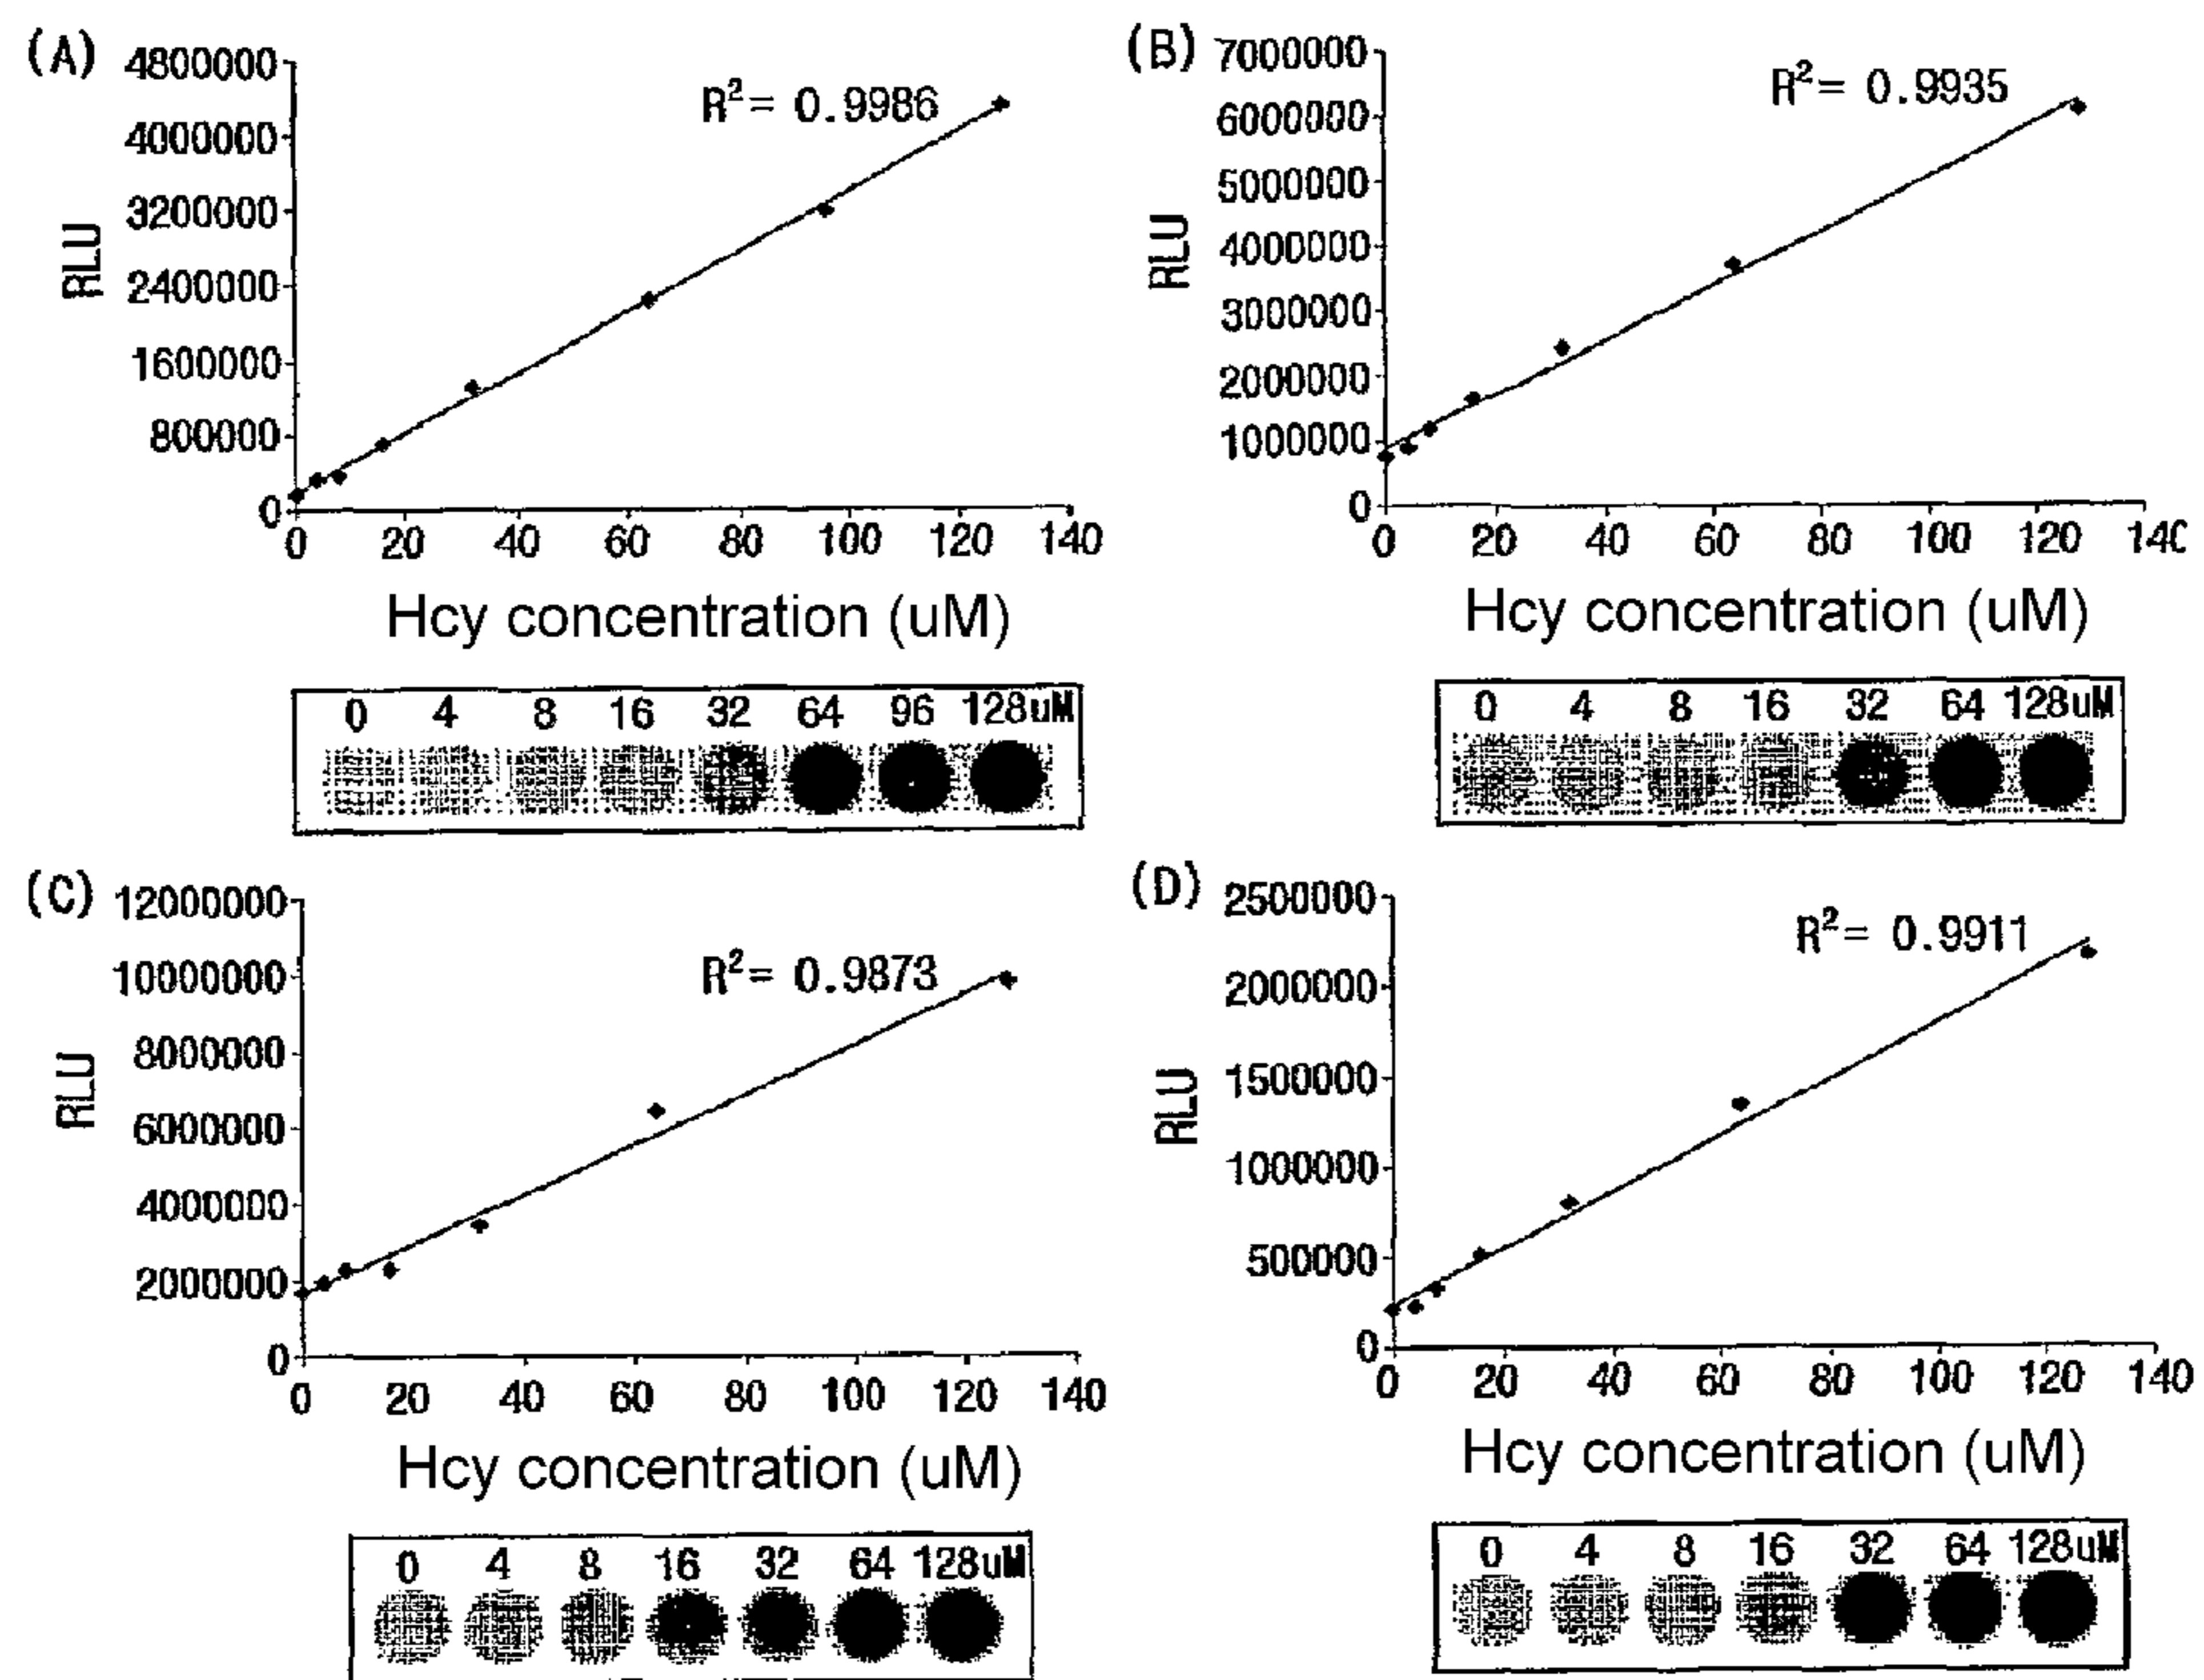 (A)
4800000
4000000
3200000
2400000
1600000
800000
0
RLU
R²= 0.9986
0 20 40 60 80 100 120 140
Hcy concentration (uM)
0 4 8 16 32 64 96 128uM
(B)
7000000
6000000
5000000
4000000
3000000
2000000
1000000
0
RLU
R²= 0.9935
0 20 40 60 80 100 120 140
Hcy concentration (uM)
0 4 8 16 32 64 128uM
(C)
12000000
10000000
8000000
6000000
4000000
2000000
0
RLU
R²= 0.9873
0 20 40 60 80 100 120 140
Hcy concentration (uM)
0 4 8 16 32 64 128uM
(D)
2500000
2000000
1500000
1000000
500000
0
RLU
R²= 0.9911
0 20 40 60 80 100 120 140
Hcy concentration (uM)
0 4 8 16 32 64 128uM